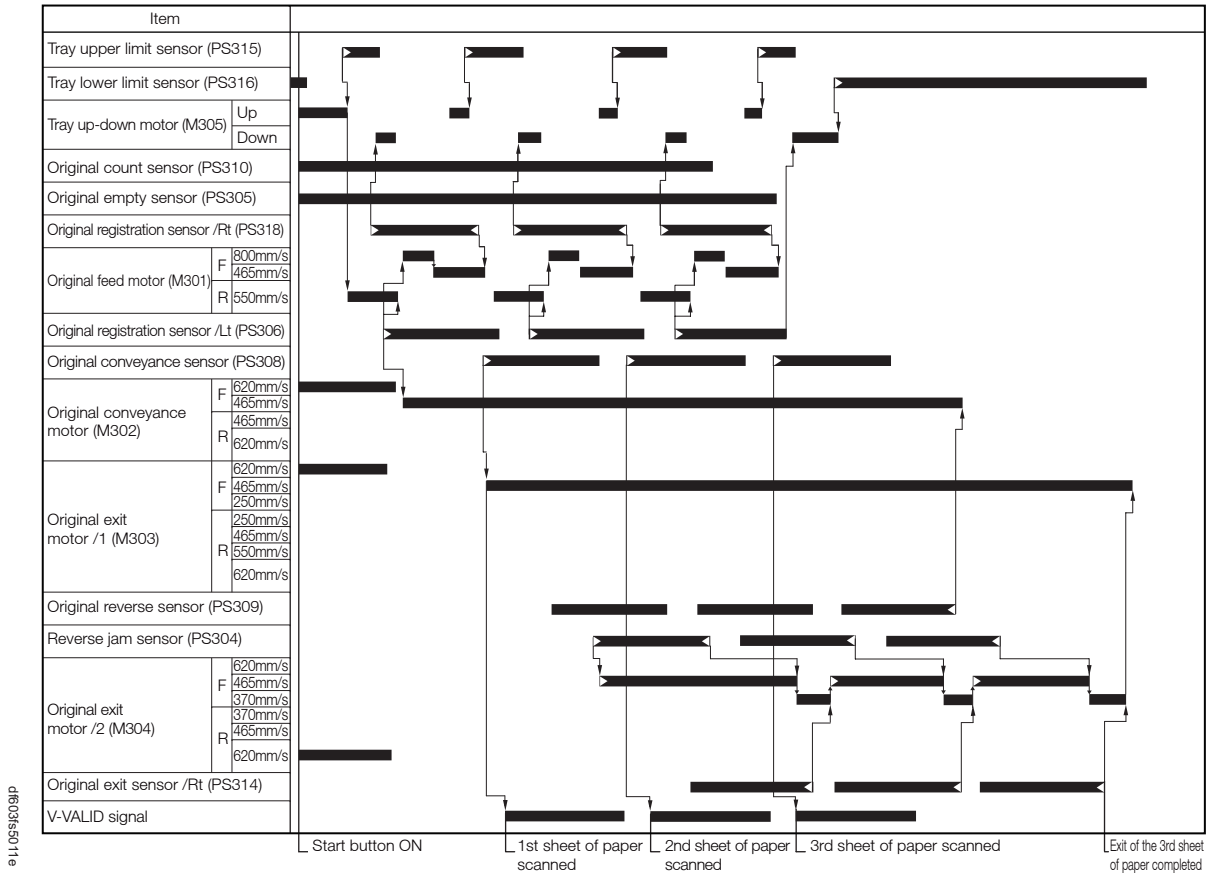 Item
Tray upper limit sensor (PS315)
Tray lower limit sensor (PS316)
Tray up-down motor (M305)
Up
Down
Original count sensor (PS310)
Original empty sensor (PS305)
Original registration sensor /Rt (PS318)
Original feed motor (M301)
F
800mm/s
465mm/s
R
550mm/s
Original registration sensor /Lt (PS306)
Original conveyance sensor (PS308)
Original conveyance
motor (M302)
F
620mm/s
465mm/s
R
465mm/s
620mm/s
Original exit
motor /1 (M303)
F
620mm/s
465mm/s
250mm/s
R
250mm/s
465mm/s
550mm/s
620mm/s
Original reverse sensor (PS309)
Reverse jam sensor (PS304)
Original exit
motor /2 (M304)
F
620mm/s
465mm/s
370mm/s
R
370mm/s
465mm/s
620mm/s
Original exit sensor /Rt (PS314)
V-VALID signal
Start button ON
1st sheet of paper
scanned
2nd sheet of paper
scanned
3rd sheet of paper scanned
Exit of the 3rd sheet
of paper completed
df603fs5011e